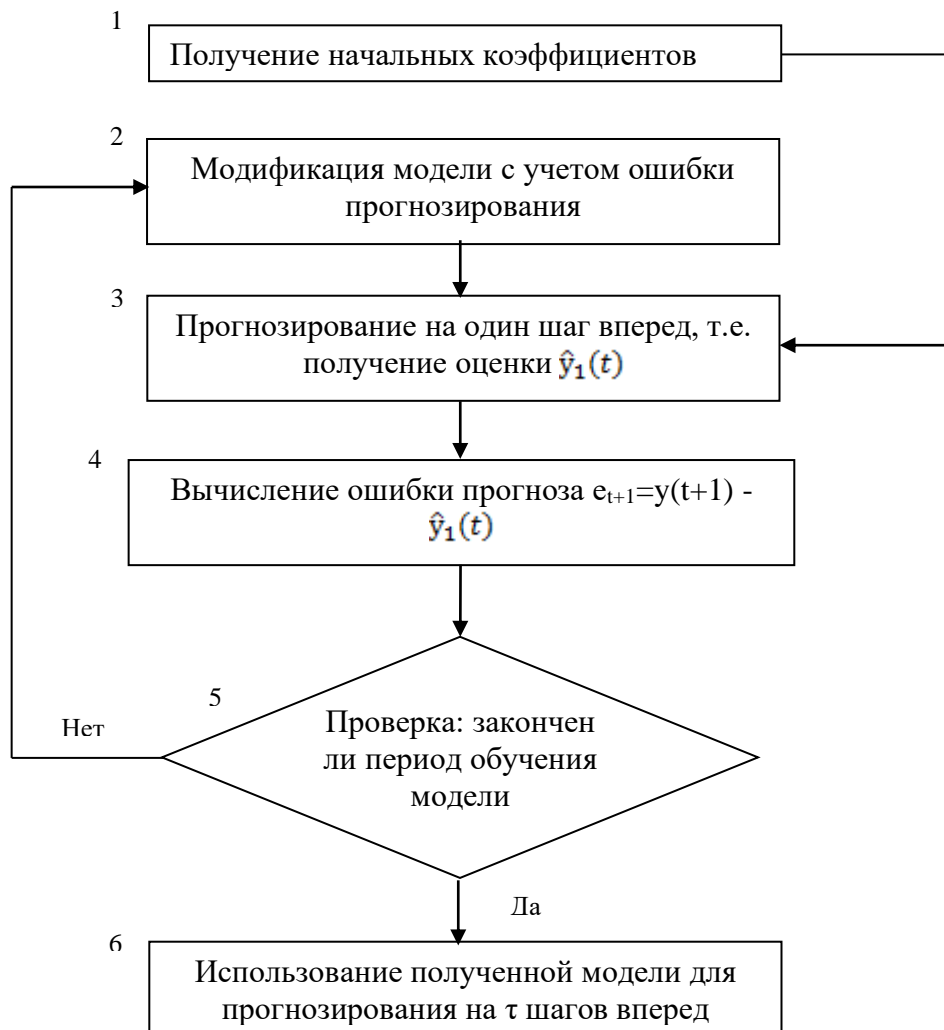 1
Получение начальных коэффициентов
2
Модификация модели с учетом ошибки
прогнозирования
3
Прогнозирование на один шаг вперед, т.е.
получение оценки ŷ₁(t)
4
Вычисление ошибки прогноза eₜ₊₁=y(t+1) -
ŷ₁(t)
5
Нет
Проверка: закончен
ли период обучения
модели
Да
6
Использование полученной модели для
прогнозирования на τ шагов вперед